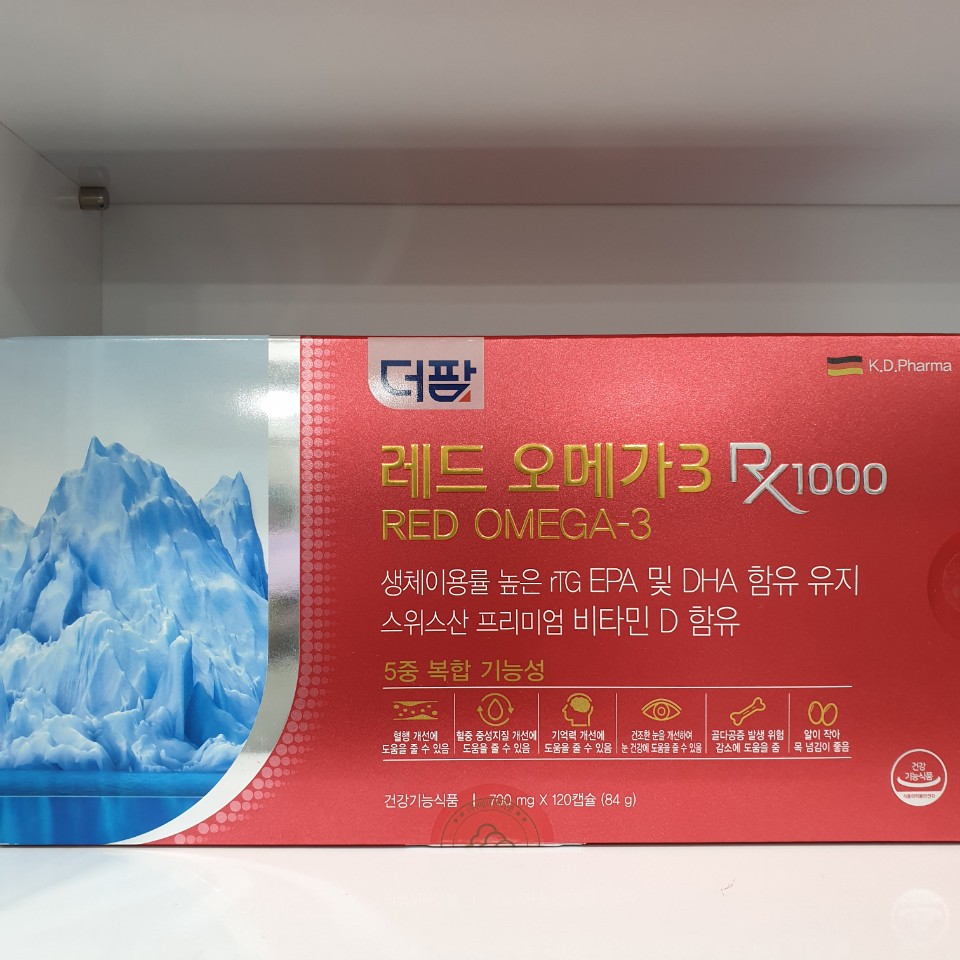 더팜
K.D.Pharma
레드 오메가3 Rx1000
RED OMEGA-3
생체이용률 높은 rTG EPA 및 DHA 함유 유지
스위스산 프리미엄 비타민 D 함유
5중 복합 기능성
혈행 개선에
도움을 줄 수 있음
혈중 중성지질 개선에
도움을 줄 수 있음
기억력 개선에
도움을 줄 수 있음
건조한 눈을 개선하여
눈 건강에 도움을 줄 수 있음
골다공증 발생 위험
감소에 도움을 줌
알이 작아
목 넘김이 좋음
건강기능식품 700 mg X 120캡슐 (84 g)
건강
기능식품
식품의약품안전처